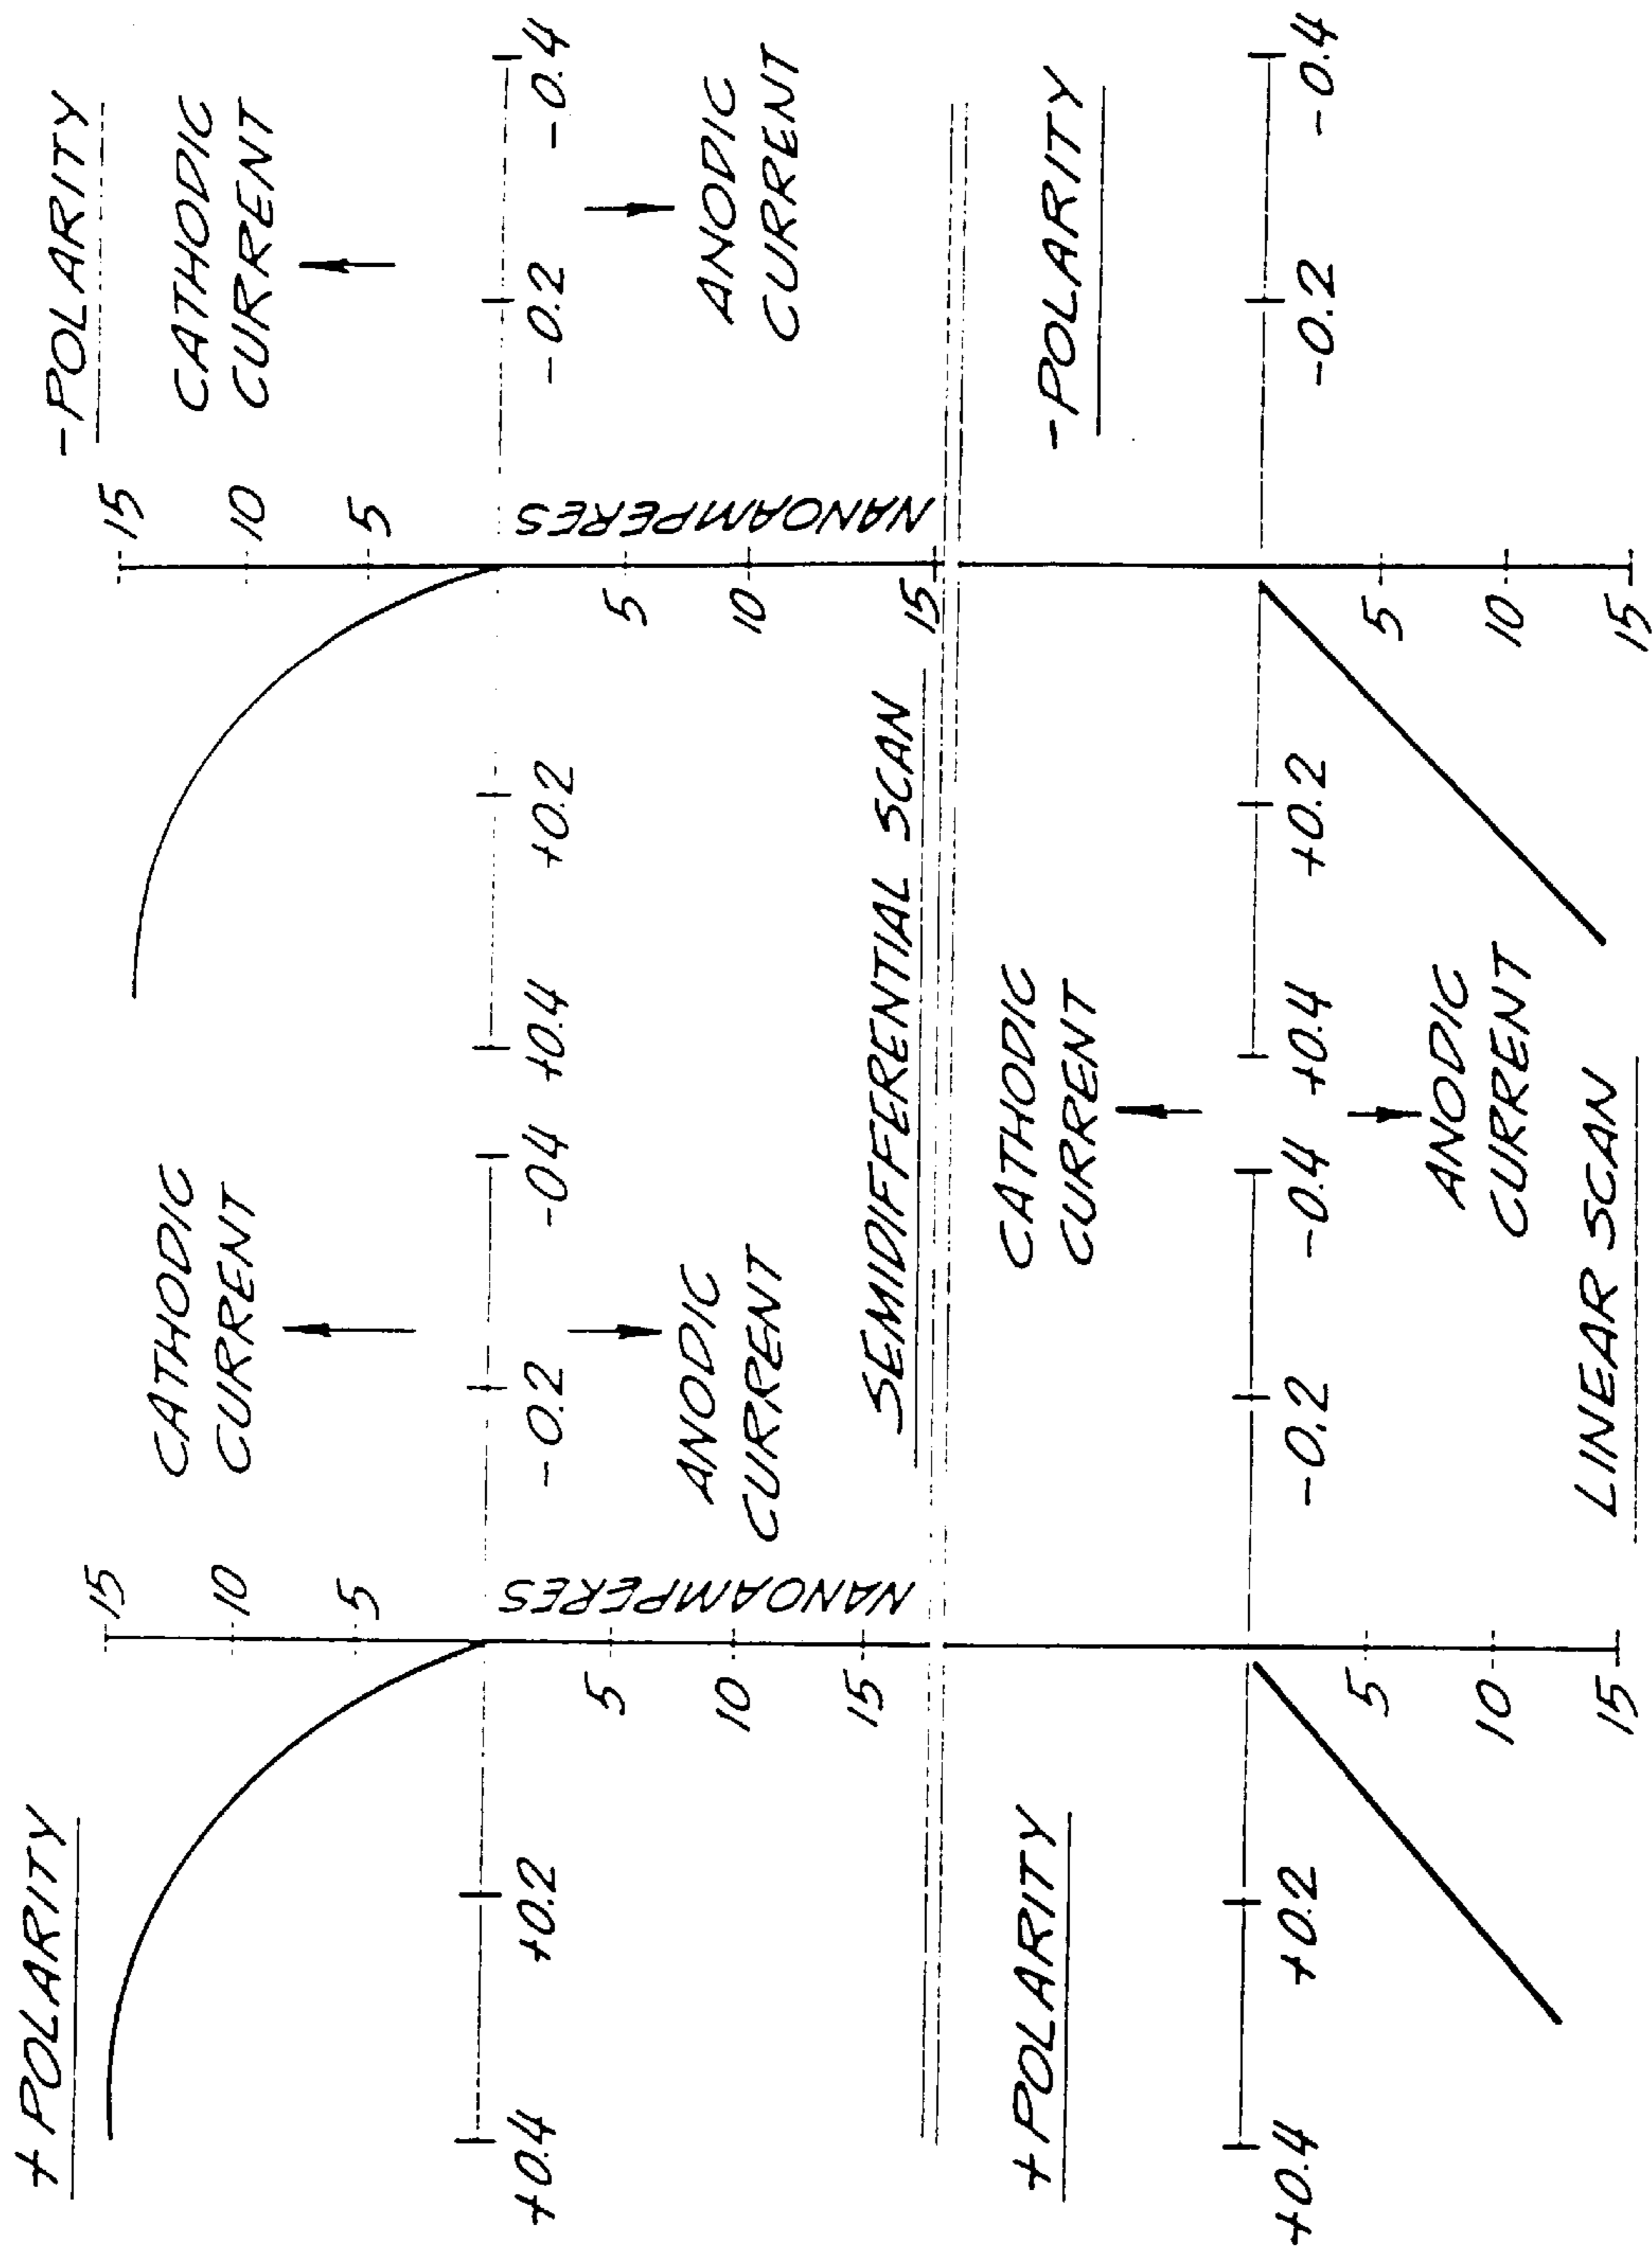 +POLARITY
-POLARITY
15
15
CATHODIC
CURRENT
CATHODIC
CURRENT
10
10
5
5
+0.4 +0.2 -0.2 -04 +0.4 +0.2 -0.2 -0.4
NANOAMPERES
NANOAMPERES
5
5
ANODIC
CURRENT
ANODIC
CURRENT
10
10
15
15
SEMIDIFFERENTIAL SCAN
+POLARITY
CATHODIC
CURRENT
-POLARITY
+0.4 +0.2 -0.2 -0.4 +0.4 +0.2 -0.2 -0.4
5
5
ANODIC
CURRENT
10
10
15
15
LINEAR SCAN